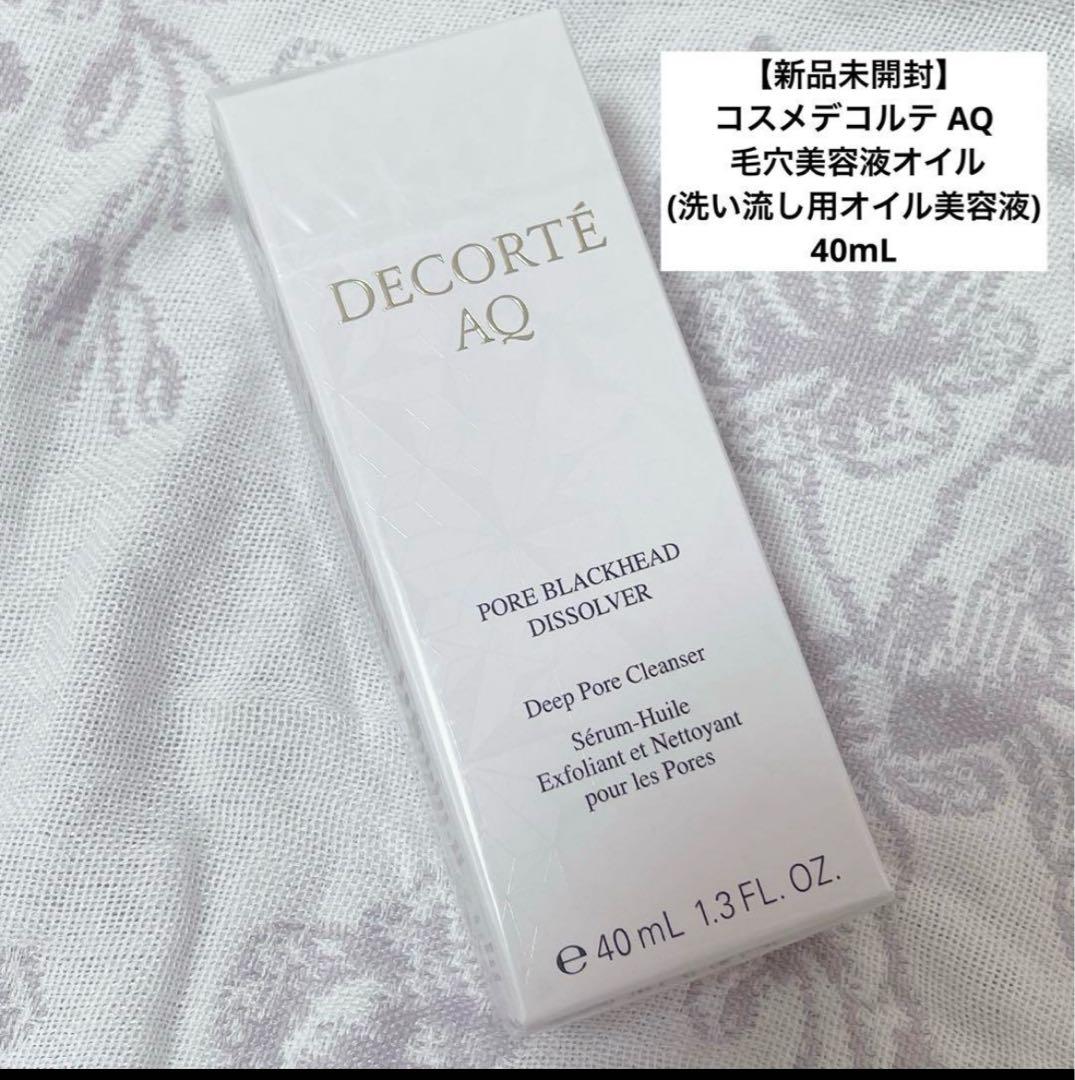 【新品未開封】
コスメデコルテ AQ
毛穴美容液オイル
(洗い流し用オイル美容液)
40mL
DECORTÉ
AQ
PORE BLACKHEAD
DISSOLVER
Deep Pore Cleanser
Sérum-Huile
Exfoliant et Nettoyant
pour les Pores
℮ 40 mL 1.3 FL. OZ.